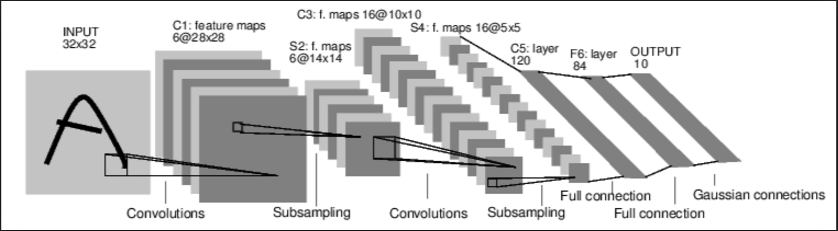 INPUT
32x32
C1: feature maps
6@28x28
S2: f. maps
6@14x14
C3: f. maps 16@10x10
S4: f. maps 16@5x5
C5: layer
120
F6: layer
84
OUTPUT
10
Convolutions
Subsampling
Convolutions
Subsampling
Full connection
Full connection
Gaussian connections
A